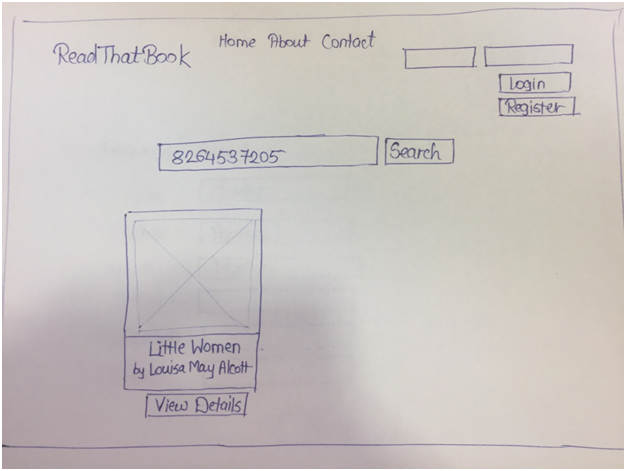 ReadThatBook
Home About Contact
Login
Register
8264537205
Search
Little Women
by Louisa May Alcott
View Details